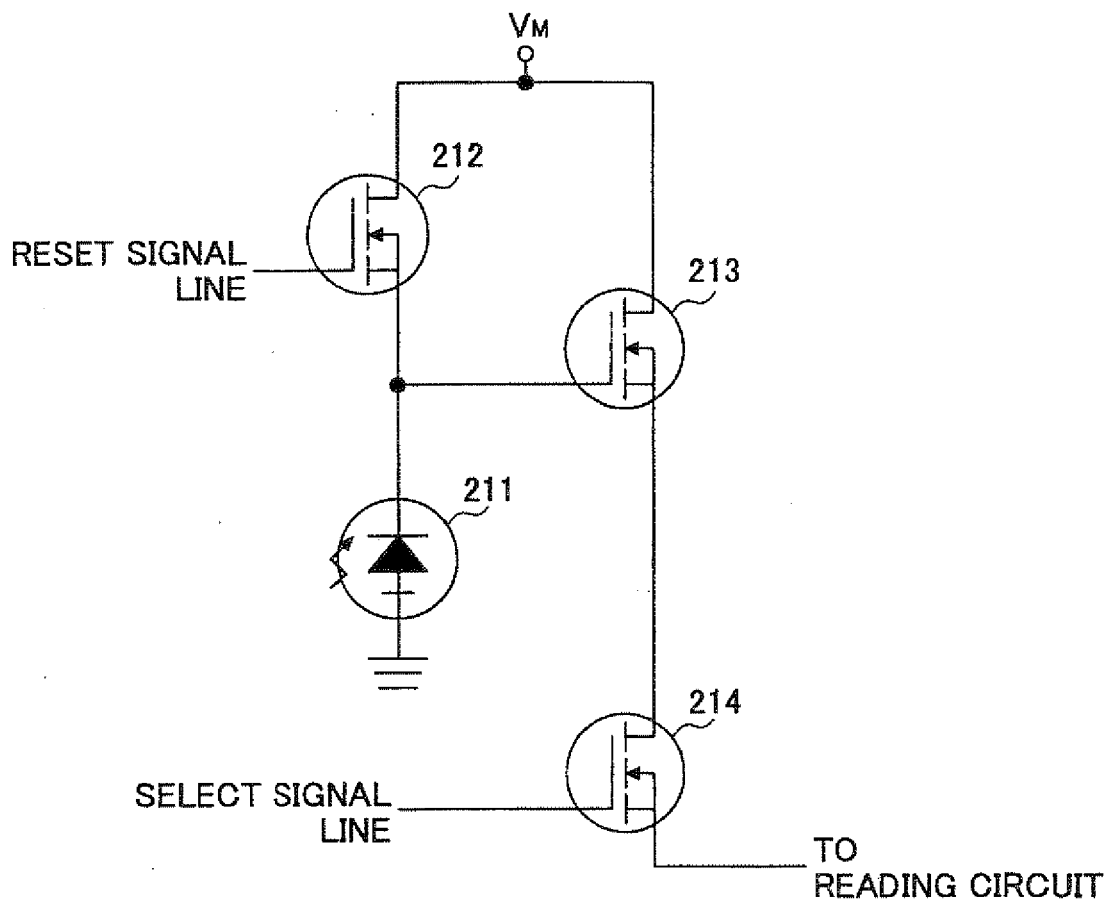 VM
212
RESET SIGNAL
LINE
213
211
214
SELECT SIGNAL
LINE
TO
READING CIRCUIT